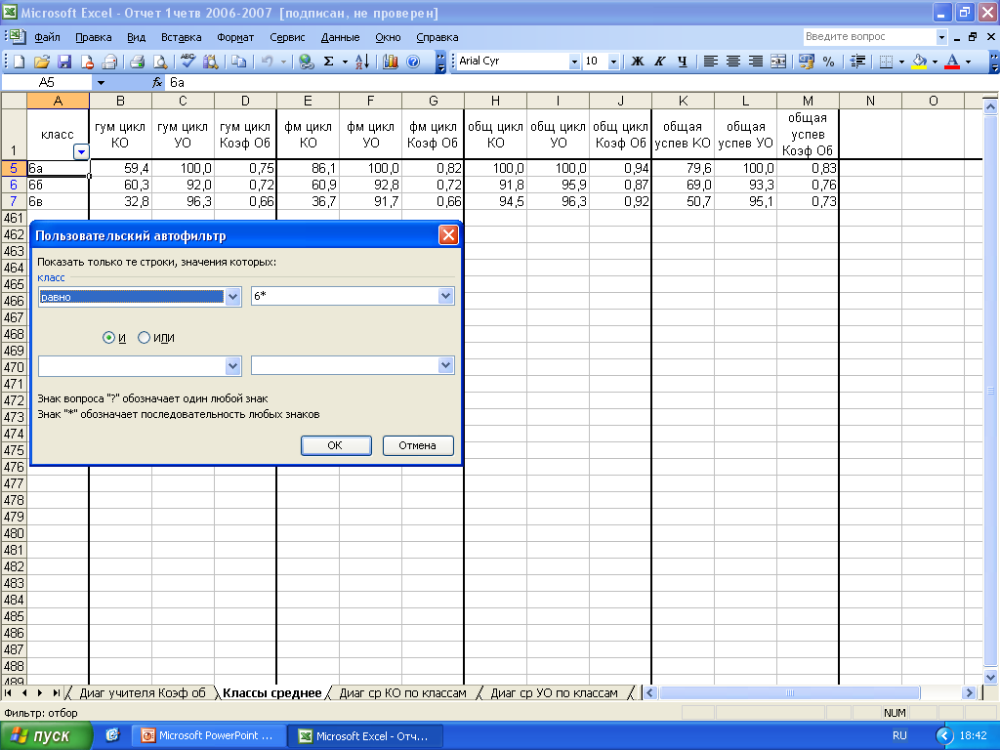 Microsoft Excel - Отчет 1четв 2006-2007 [подписан, не проверен]
Файл Правка Вид Вставка Формат Сервис Данные Окно Справка Введите вопрос
Arial Cyr 10 Ж К Ч %
A5 fx 6а
A B C D E F G H I J K L M N O
1 класс гум цикл КО гум цикл УО гум цикл Коэф Об фм цикл КО фм цикл УО фм цикл Коэф Об общ цикл КО общ цикл УО общ цикл Коэф Об общая успев КО общая успев УО общая успев Коэф Об
5 6а 59,4 100,0 0,75 86,1 100,0 0,82 100,0 100,0 0,94 79,6 100,0 0,83
6 6б 60,3 92,0 0,72 60,9 92,8 0,72 91,8 95,9 0,87 69,0 93,3 0,76
7 6в 32,8 96,3 0,66 36,7 91,7 0,66 94,5 96,3 0,92 50,7 95,1 0,73
461
462
463
464
465
466
467
468
469
470
471
472
473
474
475
476
477
478
479
480
481
482
483
484
485
486
487
488
489
Пользовательский автофильтр
Показать только те строки, значения которых:
класс
равно 6*
И ИЛИ
Знак вопроса "?" обозначает один любой знак
Знак "*" обозначает последовательность любых знаков
ОК Отмена
Диаг учителя Коэф об Классы среднее Диаг ср КО по классам Диаг ср УО по классам
Фильтр: отбор NUM
пуск Microsoft PowerPoint ... Microsoft Excel - Отч... RU 18:42